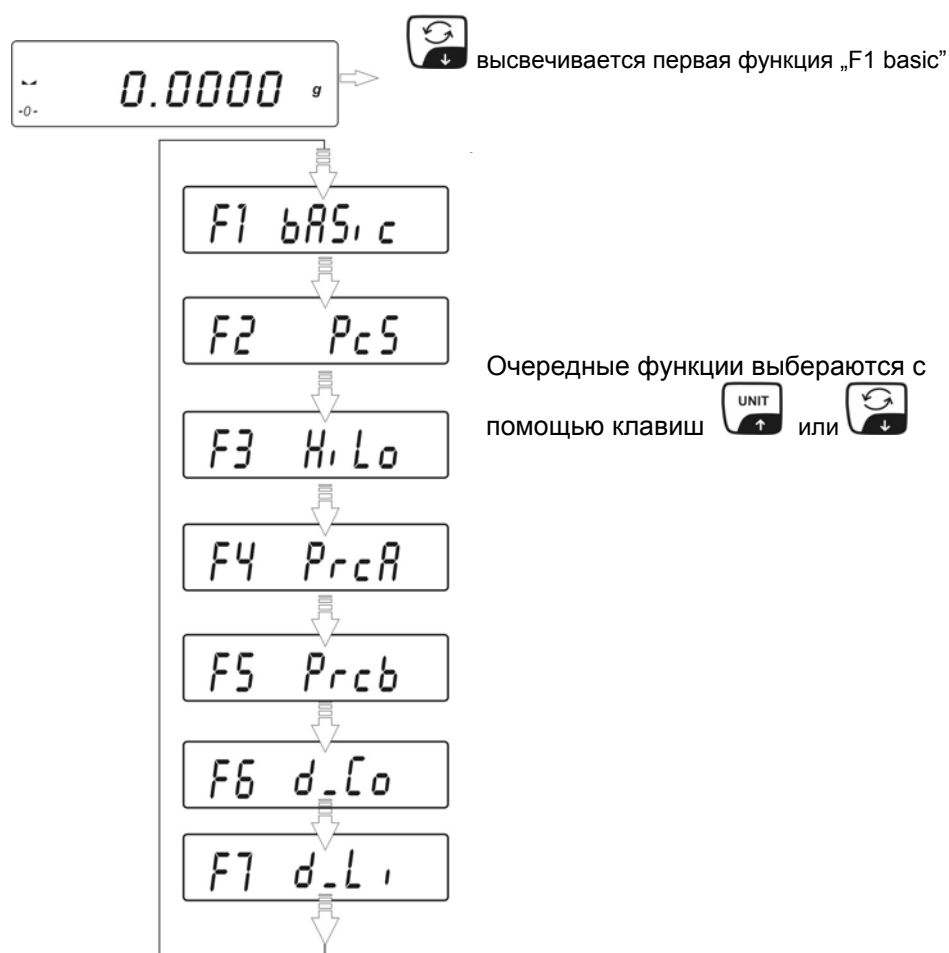 высвечивается первая функция „F1 basic”
0.0000 g
-0-
F1 bASic
F2 PcS
F3 HiLo
Очередные функции выбераются с
UNIT
помощью клавиш или
F4 PrcA
F5 Prcb
F6 d_Co
F7 d_Li